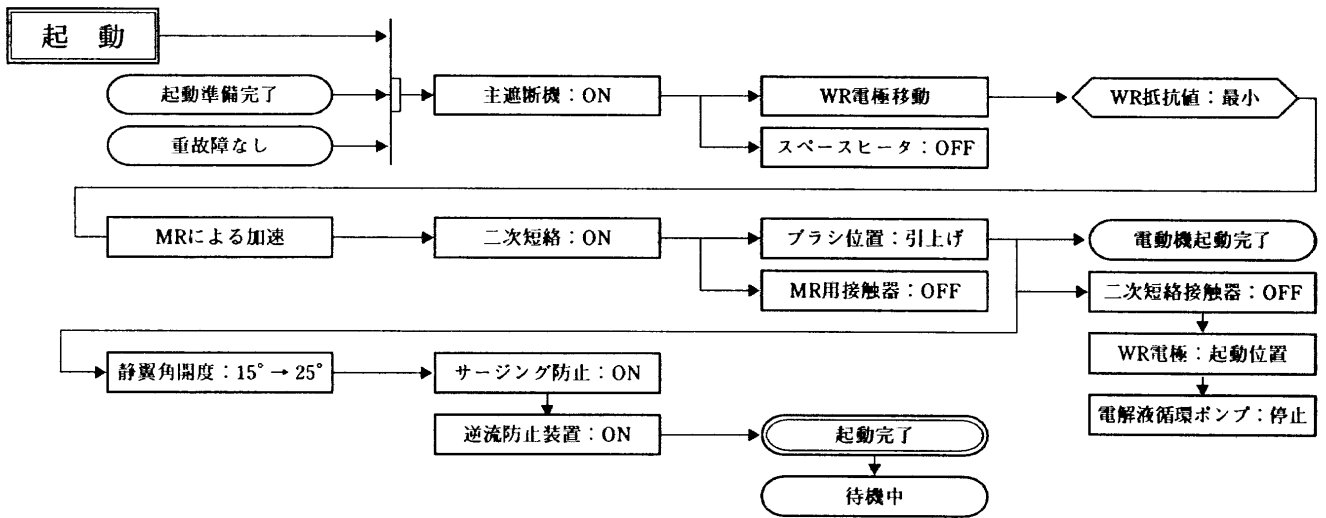 起 動
起動準備完了
重故障なし
主遮断機：ON
WR電極移動
スペースヒータ：OFF
WR抵抗値：最小
MRによる加速
二次短絡：ON
ブラシ位置：引上げ
MR用接触器：OFF
電動機起動完了
二次短絡接触器：OFF
WR電極：起動位置
電解液循環ポンプ：停止
静翼角開度：15°→25°
サージング防止：ON
逆流防止装置：ON
起動完了
待機中